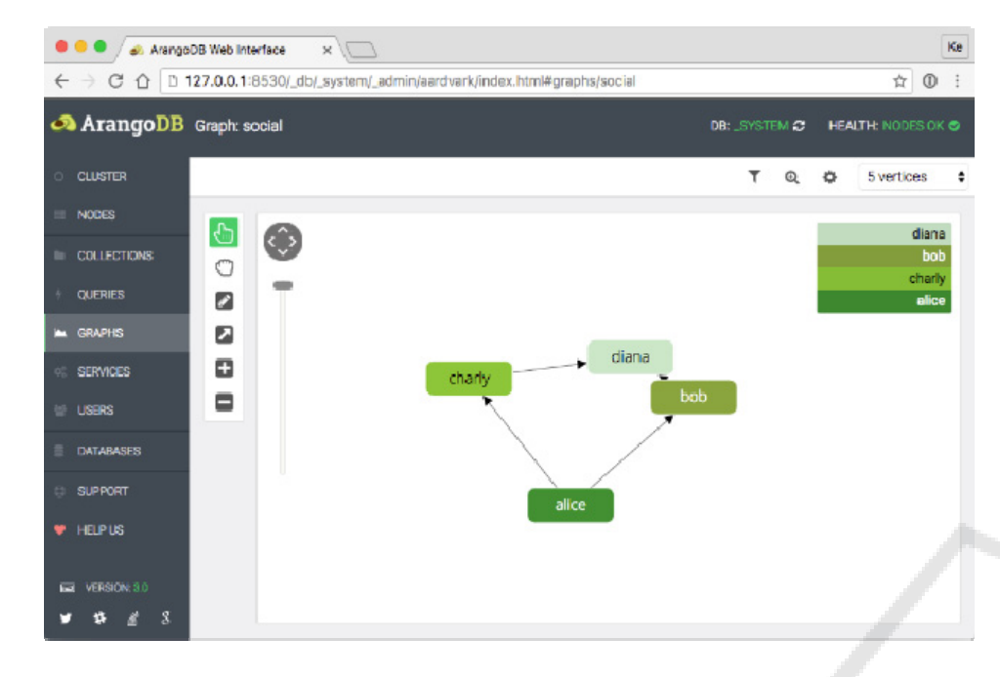 ArangoDB Web Interface
Ke
127.0.0.1:8530/_db/_system/_admin/aardvark/index.html#graphs/social
ArangoDB Graph: social DB: _SYSTEM HEALTH: NODES OK
CLUSTER
5 vertices
NODES
COLLECTIONS
QUERIES
GRAPHS
SERVICES
USERS
DATABASES
SUPPORT
HELP US
VERSION: 3.0
diana
bob
charly
alice
diana
charly
bob
alice